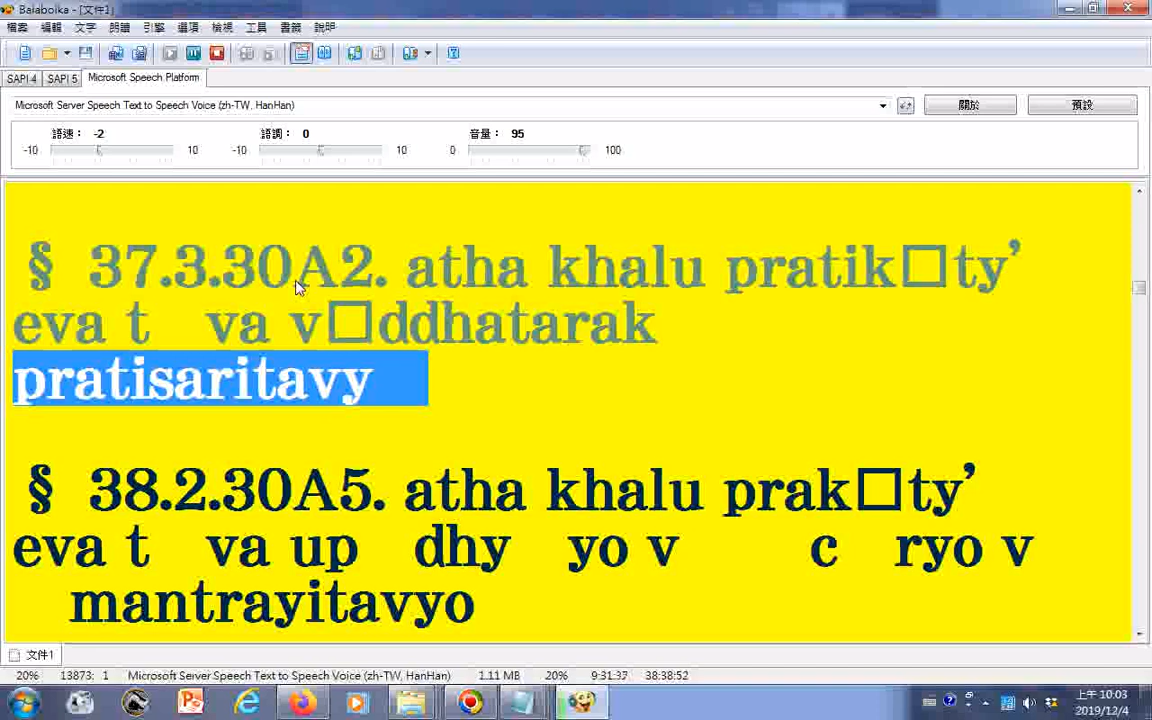 Balabolka - [文件1]
檔案 編輯 文字 朗讀 引擎 選項 檢視 工具 書籤 說明
SAPI 4 SAPI 5 Microsoft Speech Platform
Microsoft Server Speech Text to Speech Voice (zh-TW, HanHan) 關於 預設
語速： -2 語調： 0 音量： 95
-10 10 -10 10 0 100
§ 37.3.30A2. atha khalu pratik□ty’
eva t va v□ddhatarak
pratisaritavy
§ 38.2.30A5. atha khalu prak□ty’
eva t va up dhy yo v c ryo v
mantrayitavyo
文件1
20% 13873: 1 Microsoft Server Speech Text to Speech Voice (zh-TW, HanHan) 1.11 MB 20% 9:31:37 38:38:52
上午 10:03
2019/12/4